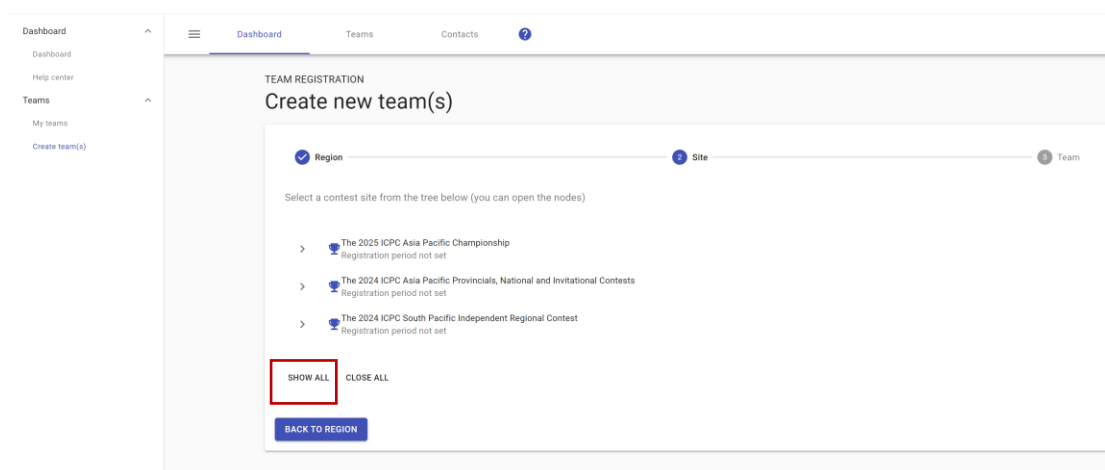 Dashboard
Dashboard
Help center
Teams
My teams
Create team(s)
Dashboard
Teams
Contacts
?
TEAM REGISTRATION
Create new team(s)
Region
2 Site
3 Team
Select a contest site from the tree below (you can open the nodes)
The 2025 ICPC Asia Pacific Championship
Registration period not set
The 2024 ICPC Asia Pacific Provincials, National and Invitational Contests
Registration period not set
The 2024 ICPC South Pacific Independent Regional Contest
Registration period not set
SHOW ALL CLOSE ALL
BACK TO REGION